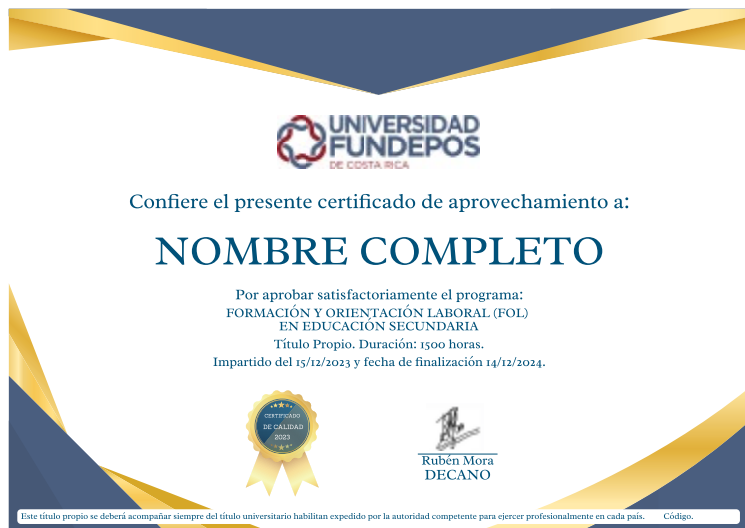 UNIVERSIDAD
FUNDEPOS
DE COSTA RICA
Confiere el presente certificado de aprovechamiento a:
NOMBRE COMPLETO
Por aprobar satisfactoriamente el programa:
FORMACIÓN Y ORIENTACIÓN LABORAL (FOL)
EN EDUCACIÓN SECUNDARIA
Título Propio. Duración: 1500 horas.
Impartido del 15/12/2023 y fecha de finalización 14/12/2024.
CERTIFICADO
DE CALIDAD
2023
Rubén Mora
DECANO
Este título propio se deberá acompañar siempre del título universitario habilitan expedido por la autoridad competente para ejercer profesionalmente en cada país. Código.